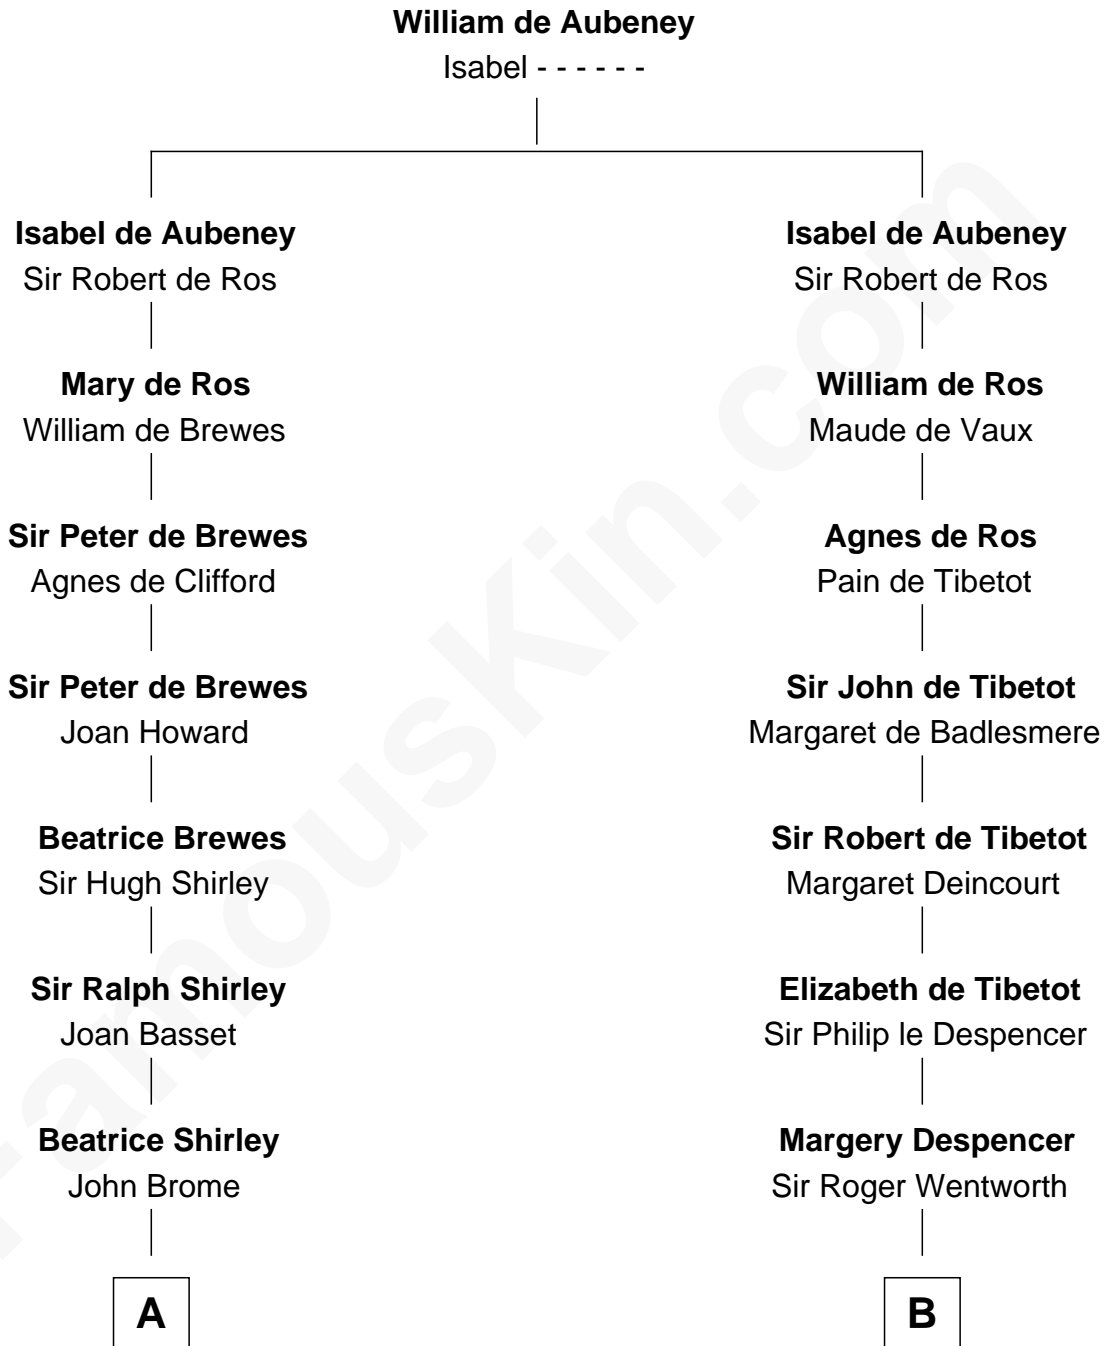 William de Aubeney
Isabel - - - - - -
Isabel de Aubeney
Sir Robert de Ros
Isabel de Aubeney
Sir Robert de Ros
Mary de Ros
William de Brewes
William de Ros
Maude de Vaux
Sir Peter de Brewes
Agnes de Clifford
Agnes de Ros
Pain de Tibetot
Sir Peter de Brewes
Joan Howard
Sir John de Tibetot
Margaret de Badlesmere
Beatrice Brewes
Sir Hugh Shirley
Sir Robert de Tibetot
Margaret Deincourt
Sir Ralph Shirley
Joan Basset
Elizabeth de Tibetot
Sir Philip le Despencer
Beatrice Shirley
John Brome
Margery Despencer
Sir Roger Wentworth
A
B
FamousKin.com